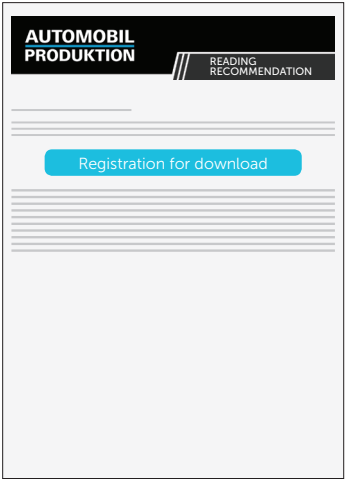 AUTOMOBIL
PRODUKTION
READING
RECOMMENDATION
Registration for download